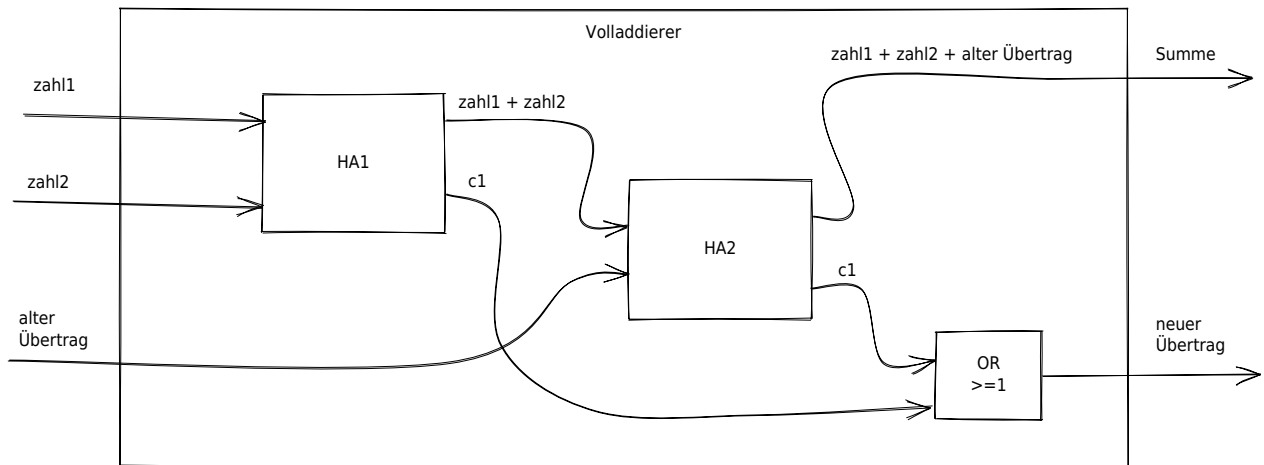 Volladdierer
zahl1 + zahl2 + alter Übertrag
Summe
zahl1
zahl1 + zahl2
HA1
zahl2
c1
HA2
c1
alter
Übertrag
neuer
Übertrag
OR
>=1